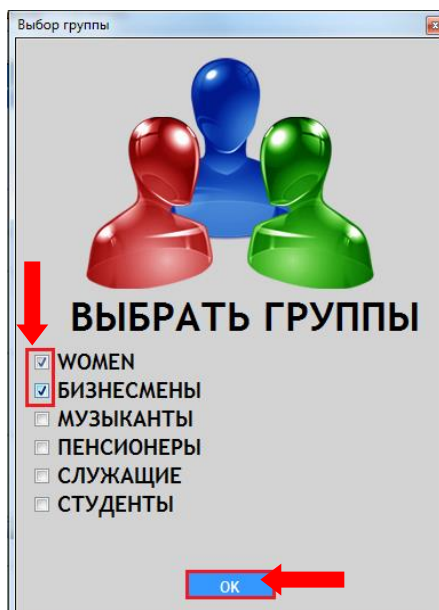 Выбор группы
ВЫБРАТЬ ГРУППЫ
WOMEN
БИЗНЕСМЕНЫ
МУЗЫКАНТЫ
ПЕНСИОНЕРЫ
СЛУЖАЩИЕ
СТУДЕНТЫ
OK